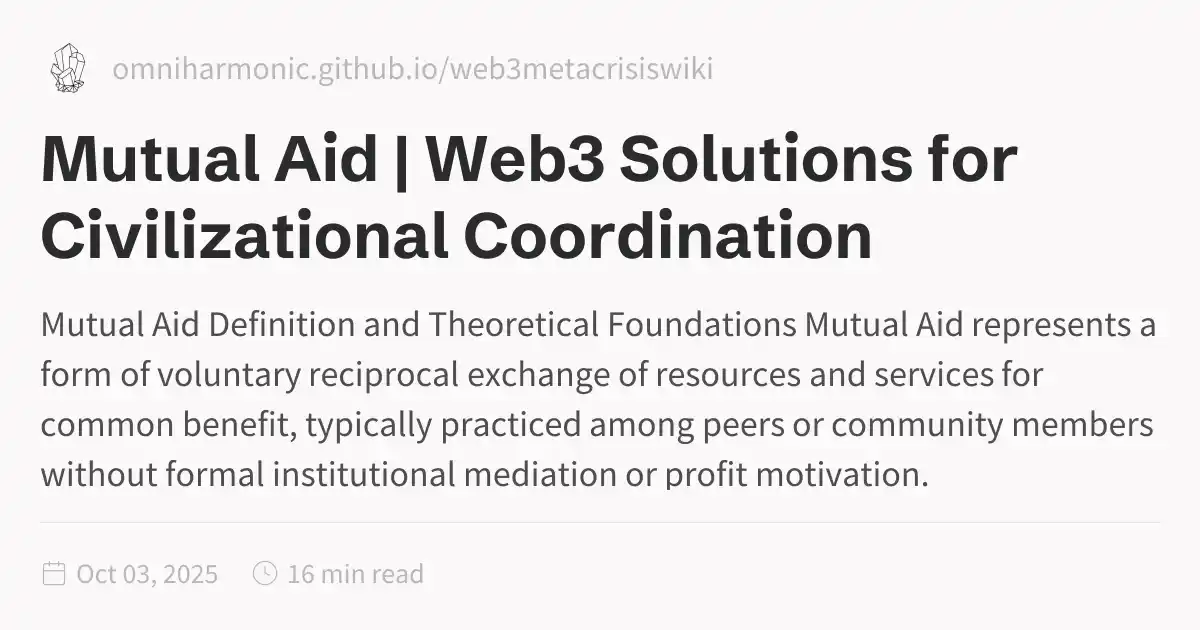 omniharmonic.github.io/web3metacrisiswiki
Mutual Aid | Web3 Solutions for
Civilizational Coordination
Mutual Aid Definition and Theoretical Foundations Mutual Aid represents a
form of voluntary reciprocal exchange of resources and services for
common benefit, typically practiced among peers or community members
without formal institutional mediation or profit motivation.
Oct 03, 2025 16 min read